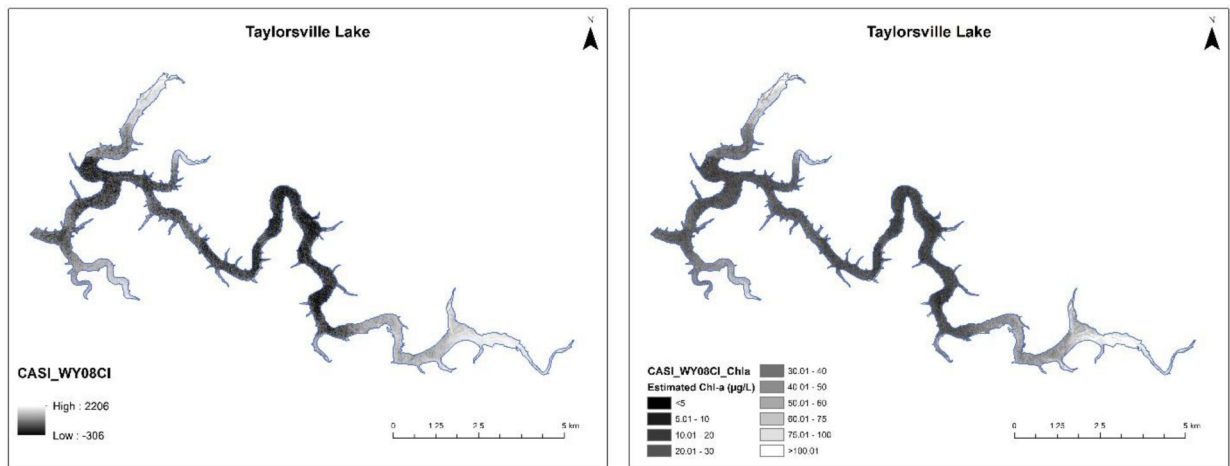 Taylorsville Lake
N
CASI_WY08CI
High : 2206
Low : -306
0 1.25 2.5 5 km
Taylorsville Lake
N
CASI_WY08CI_Chla
Estimated Chl-a (µg/L)
<5
5.01 - 10
10.01 - 20
20.01 - 30
30.01 - 40
40.01 - 50
50.01 - 60
60.01 - 75
75.01 - 100
>100.01
0 1.25 2.5 5 km